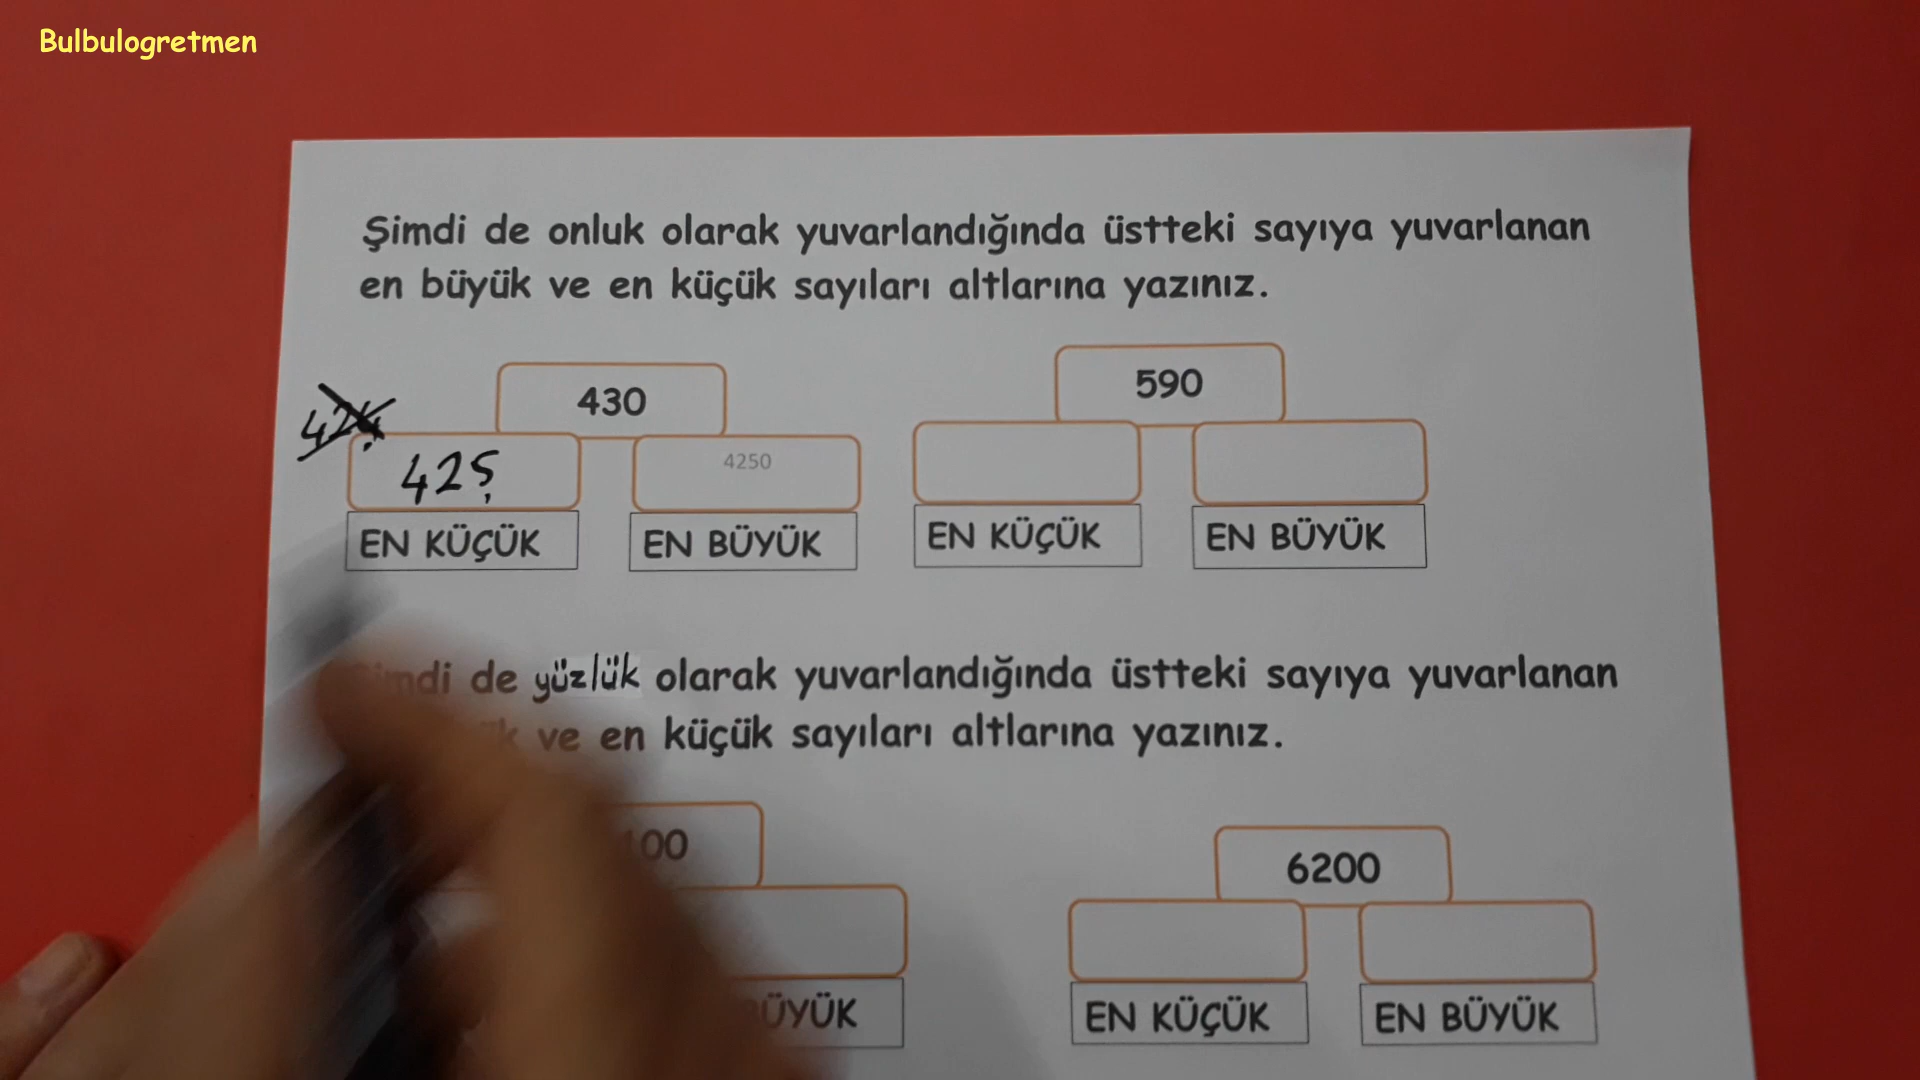 Bulbulogretmen
Şimdi de onluk olarak yuvarlandığında üstteki sayıya yuvarlanan
en büyük ve en küçük sayıları altlarına yazınız.
430
590
425
4250
EN KÜÇÜK
EN BÜYÜK
EN KÜÇÜK
EN BÜYÜK
de yüzlük olarak yuvarlandığında üstteki sayıya yuvarlanan
ve en küçük sayıları altlarına yazınız.
6200
EN KÜÇÜK
EN BÜYÜK